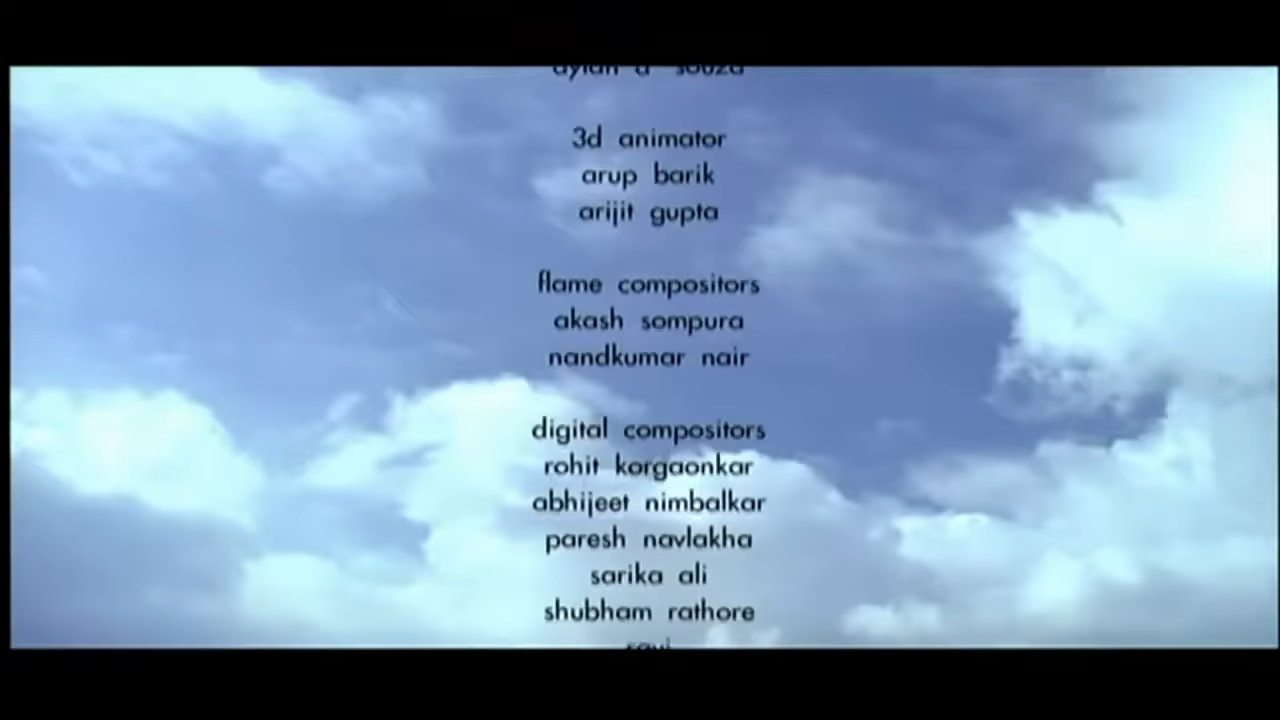 3d animator
arup barik
arijit gupta
flame compositors
akash sompura
nandkumar nair
digital compositors
rohit korgaonkar
abhijeet nimbalkar
paresh navlakha
sarika ali
shubham rathore